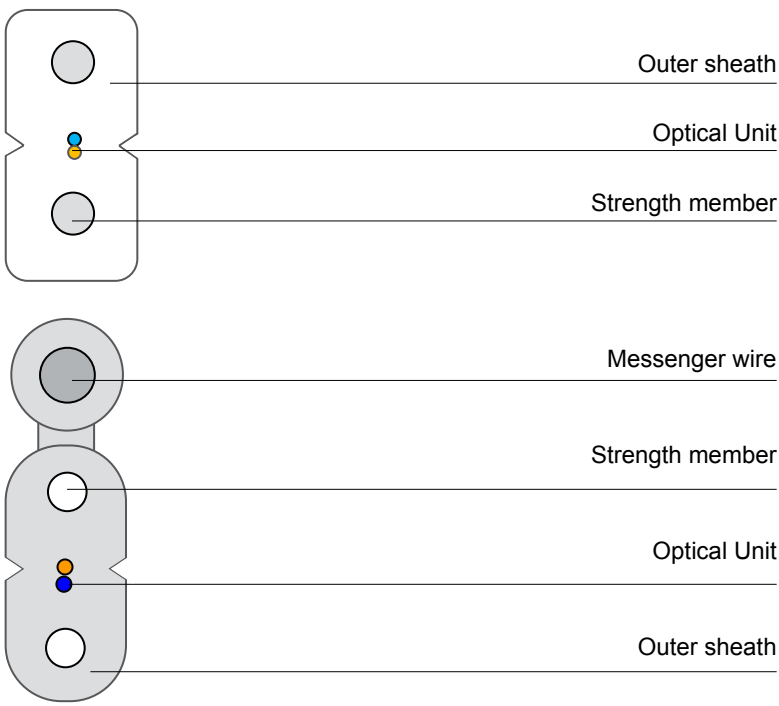 Outer sheath
Optical Unit
Strength member
Messenger wire
Strength member
Optical Unit
Outer sheath